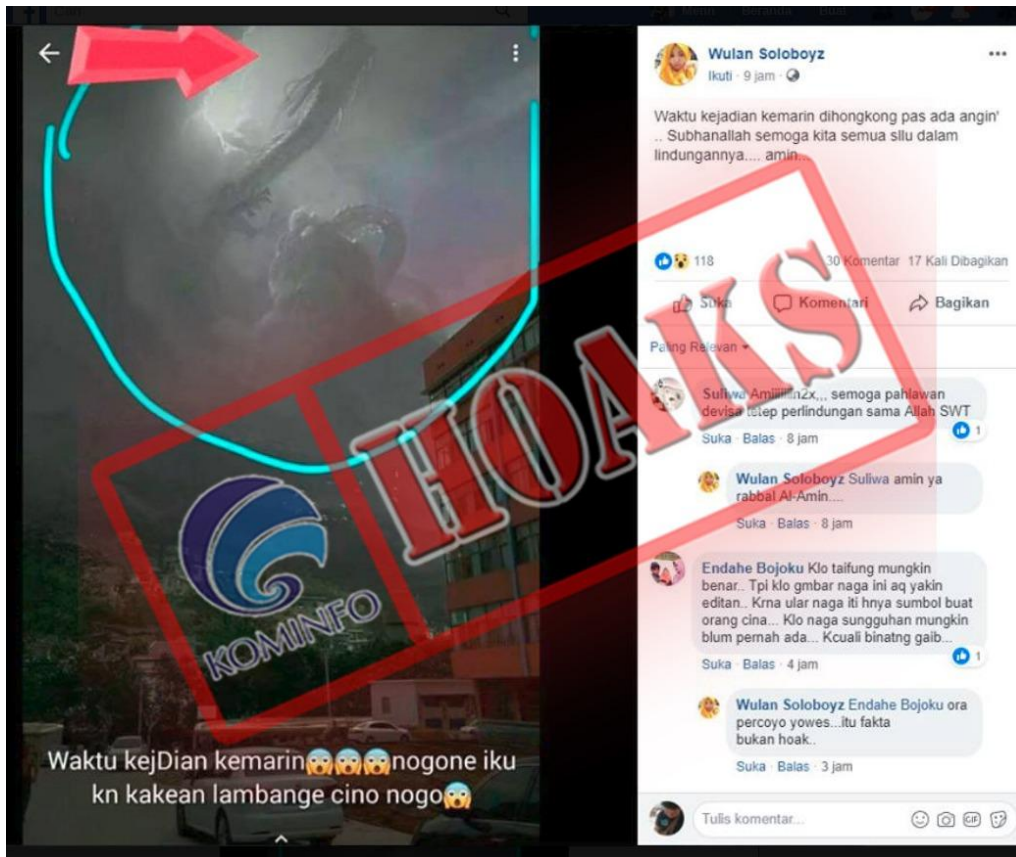 Cari
Beranda
Buat
Wulan Soloboyz
Ikuti · 9 jam ·
Waktu kejadian kemarin dihongkong pas ada angin'
.. Subhanallah semoga kita semua sllu dalam
lindungannya.... amin...
118
30 Komentar 17 Kali Dibagikan
Suka Komentari Bagikan
Paling Relevan
Suliwa Amiiiiiiin2x,,, semoga pahlawan
devisa tetep perlindungan sama Allah SWT
1
Suka · Balas · 8 jam
Wulan Soloboyz Suliwa amin ya
rabbal Al-Amin....
Suka · Balas · 8 jam
Endahe Bojoku Klo taifung mungkin
benar.. Tpi klo gmbar naga ini aq yakin
editan.. Krna ular naga iti hnya sumbol buat
orang cina... Klo naga sungguhan mungkin
blum pernah ada... Kcuali binatng gaib...
1
Suka · Balas · 4 jam
Wulan Soloboyz Endahe Bojoku ora
percoyo yowes...itu fakta
bukan hoak..
Suka · Balas · 3 jam
Tulis komentar...
GIF
HOAKS
KOMINFO
Waktu kejDian kemarin😱😱😱nogone iku
kn kakean lambange cino nogo😱